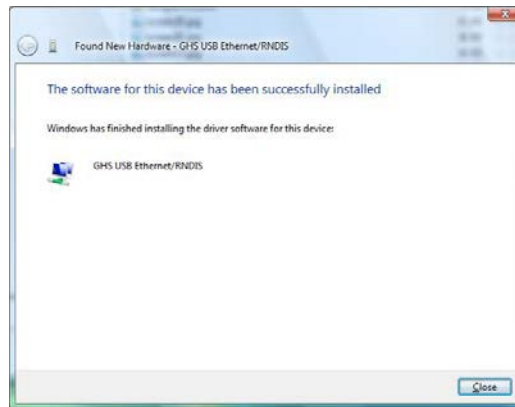 Found New Hardware - GHS USB Ethernet/RNDIS
The software for this device has been successfully installed
Windows has finished installing the driver software for this device:
GHS USB Ethernet/RNDIS
Close